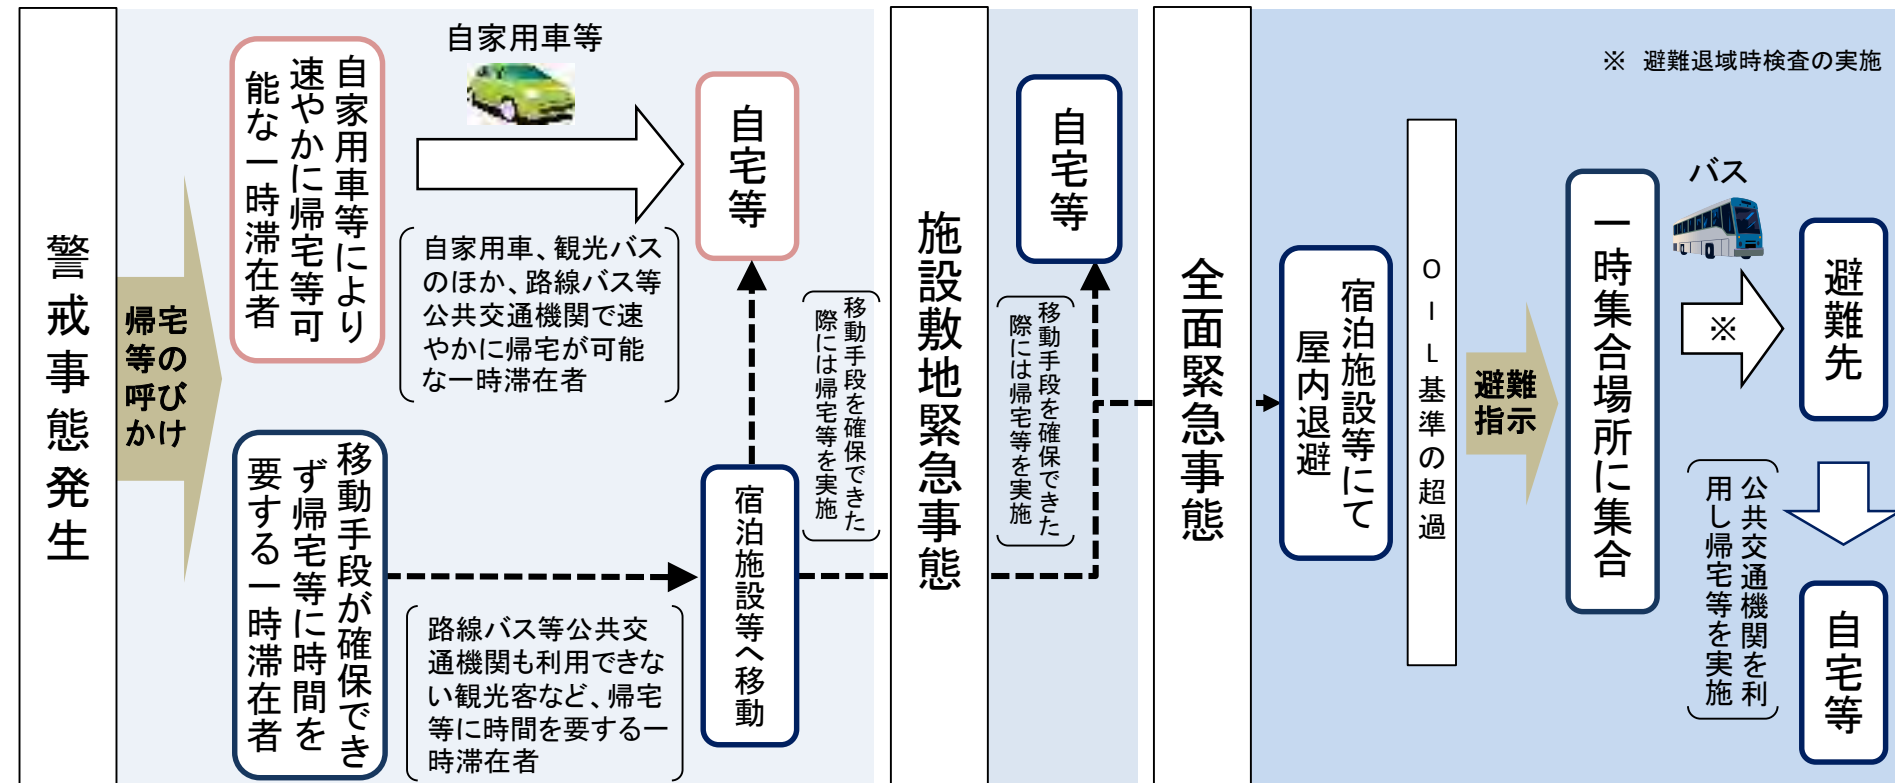 警戒事態発生
帰宅
等の
呼び
かけ
自家用車等により
速やかに帰宅等可
能な一時滞在者
自家用車等
自家用車、観光バス
のほか、路線バス等
公共交通機関で速
やかに帰宅が可能
な一時滞在者
自宅等
移動手段を確保できた
際には帰宅等を実施
移動手段が確保でき
ず帰宅等に時間を
要する一時滞在者
路線バス等公共交
通機関も利用できな
い観光客など、帰宅
等に時間を要する一
時滞在者
宿泊施設等へ移動
施設敷地緊急事態
自宅等
移動手段を確保できた
際には帰宅等を実施
全面緊急事態
※ 避難退域時検査の実施
宿泊施設等にて
屋内退避
OIL基準の超過
避難
指示
一時集合場所に集合
バス
※
避難先
公共交通機関を利
用し帰宅等を実施
自宅等